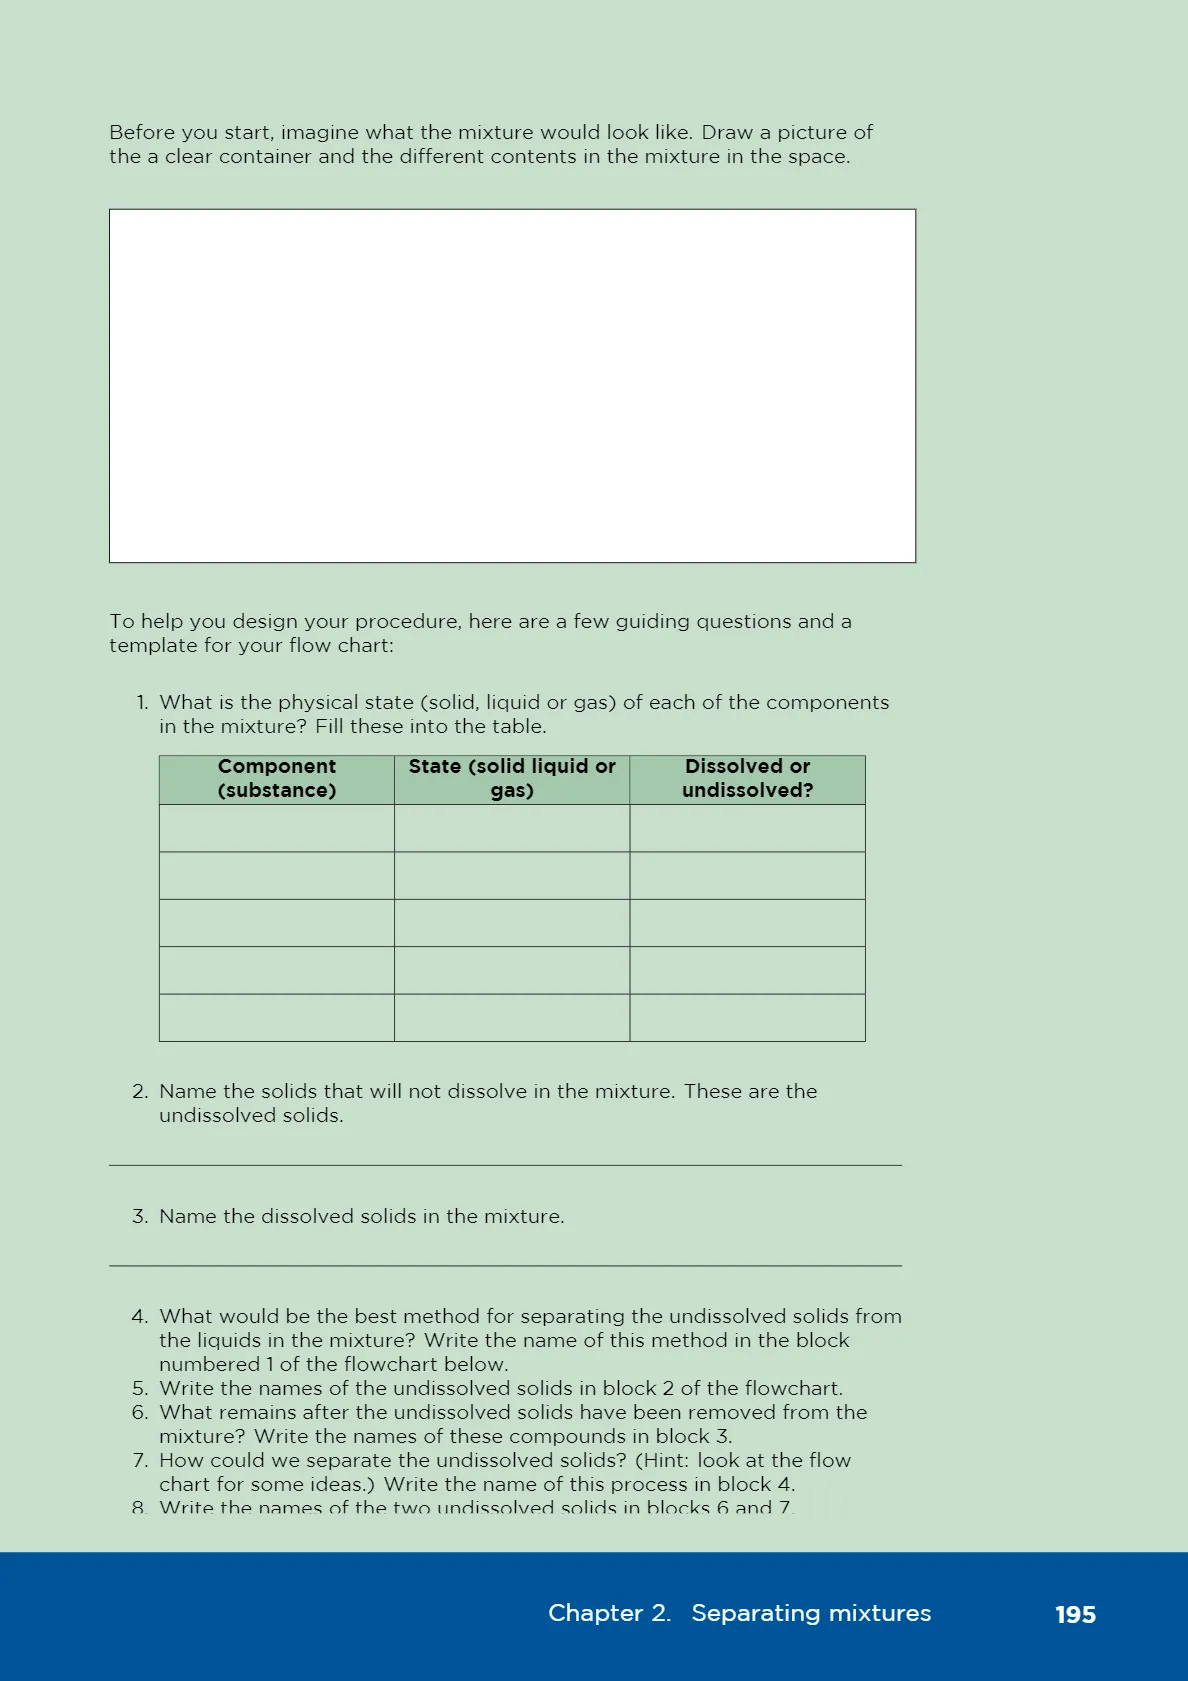 Before you start, imagine what the mixture would look like. Draw a picture of
the a clear container and the different contents in the mixture in the space.
To help you design your procedure, here are a few guiding questions and a
template for your flow chart:
1. What is the physical state (solid, liquid or gas) of each of the components
in the mixture? Fill these into the table.
Component (substance)
State (solid liquid or gas)
Dissolved or undissolved?
2. Name the solids that will not dissolve in the mixture. These are the
undissolved solids.
3. Name the dissolved solids in the mixture.
4. What would be the best method for separating the undissolved solids from
the liquids in the mixture? Write the name of this method in the block
numbered 1 of the flowchart below.
5. Write the names of the undissolved solids in block 2 of the flowchart.
6. What remains after the undissolved solids have been removed from the
mixture? Write the names of these compounds in block 3.
7. How could we separate the undissolved solids? (Hint: look at the flow
chart for some ideas.) Write the name of this process in block 4.
8. Write the names of the two undissolved solids in blocks 6 and 7.
Chapter 2. Separating mixtures 195